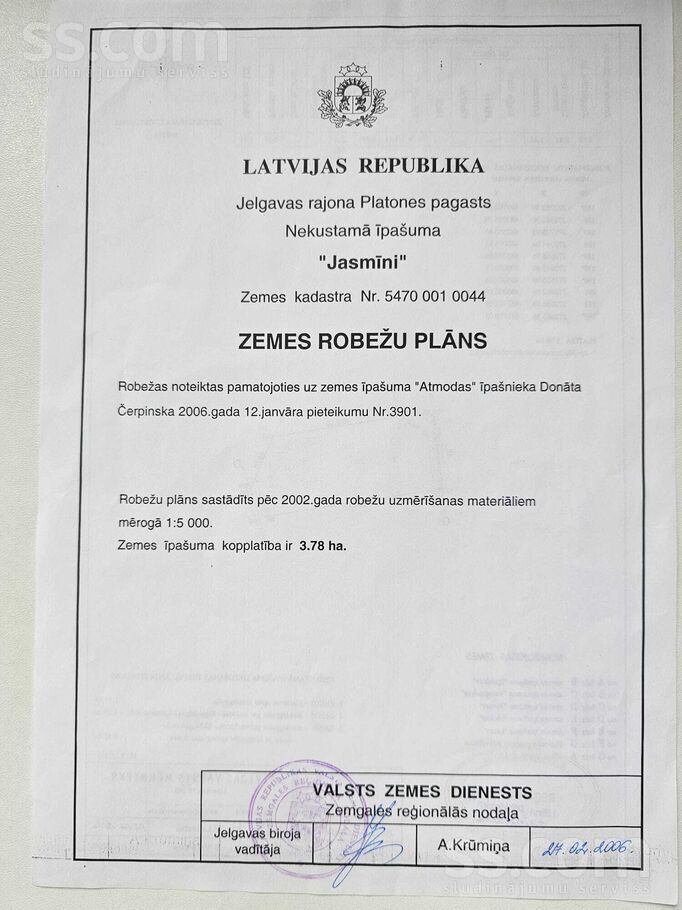 ss.com
sludinājumu serviss
LATVIJAS REPUBLIKA
Jelgavas rajona Platones pagasts
Nekustamā īpašuma
"Jasmīni"
Zemes kadastra Nr. 5470 001 0044
ZEMES ROBEŽU PLĀNS
Robežas noteiktas pamatojoties uz zemes īpašuma "Atmodas" īpašnieka Donāta
Čerpinska 2006.gada 12.janvāra pieteikumu Nr.3901.
Robežu plāns sastādīts pēc 2002.gada robežu uzmērīšanas materiāliem
mērogā 1:5 000.
Zemes īpašuma kopplatība ir 3.78 ha.
VALSTS ZEMES DIENESTS
Zemgales reģionālās nodaļa
Jelgavas biroja
vadītāja
A.Krūmiņa
27.02.2006.
ss.com
sludinājumu serviss